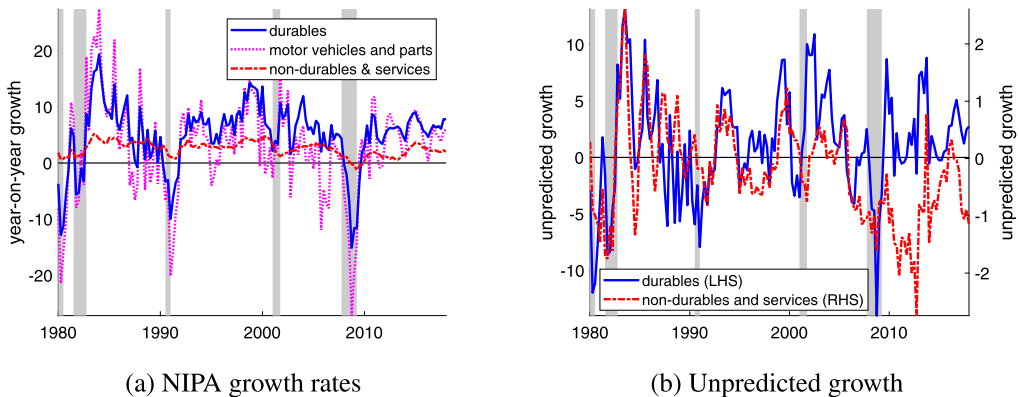 year-on-year growth
20
10
0
-10
-20
1980
1990
2000
2010
durables
motor vehicles and parts
non-durables & services
(a) NIPA growth rates
unpredicted growth
10
5
0
-5
-10
1980
1990
2000
2010
2
1
0
-1
-2
unpredicted growth
durables (LHS)
non-durables and services (RHS)
(b) Unpredicted growth